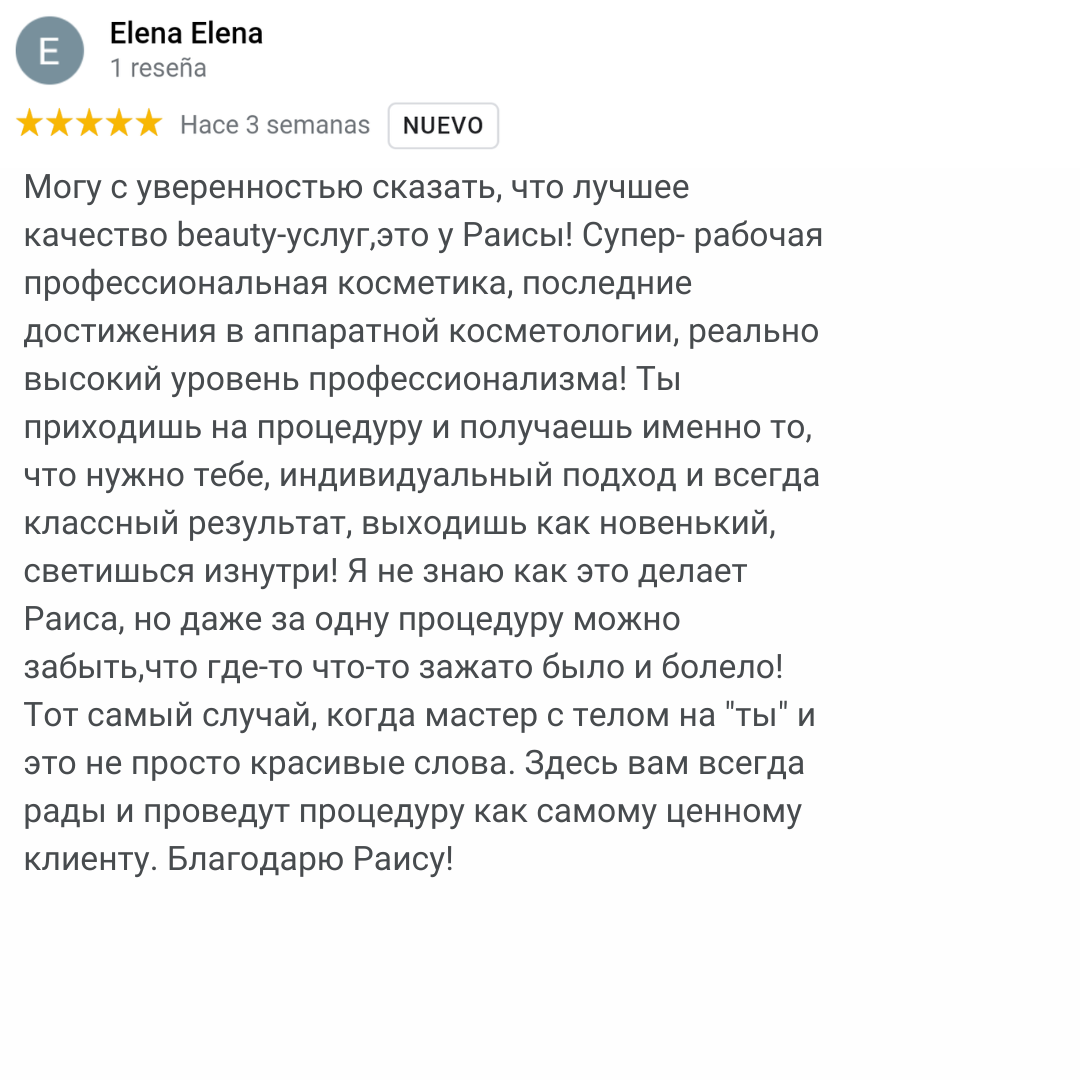 E
Elena Elena
1 reseña
Hace 3 semanas NUEVO
Могу с уверенностью сказать, что лучшее
качество beauty-услуг,это у Раисы! Супер- рабочая
профессиональная косметика, последние
достижения в аппаратной косметологии, реально
высокий уровень профессионализма! Ты
приходишь на процедуру и получаешь именно то,
что нужно тебе, индивидуальный подход и всегда
классный результат, выходишь как новенький,
светишься изнутри! Я не знаю как это делает
Раиса, но даже за одну процедуру можно
забыть,что где-то что-то зажато было и болело!
Тот самый случай, когда мастер с телом на "ты" и
это не просто красивые слова. Здесь вам всегда
рады и проведут процедуру как самому ценному
клиенту. Благодарю Раису!